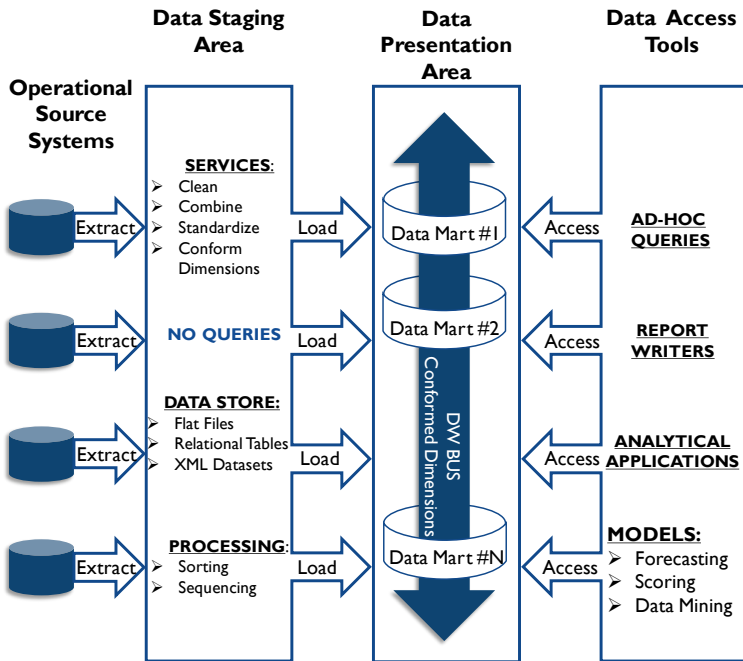 Data Staging
Area
Data
Presentation
Area
Data Access
Tools
Operational
Source
Systems
SERVICES:
➢ Clean
➢ Combine
➢ Standardize
➢ Conform
Dimensions
Extract
Load
Data Mart #1
Access
AD-HOC
QUERIES
Extract
NO QUERIES
Load
Data Mart #2
Access
REPORT
WRITERS
DW BUS
Conformed Dimensions
DATA STORE:
➢ Flat Files
➢ Relational Tables
➢ XML Datasets
Extract
Load
Access
ANALYTICAL
APPLICATIONS
PROCESSING:
➢ Sorting
➢ Sequencing
Extract
Load
Data Mart #N
Access
MODELS:
➢ Forecasting
➢ Scoring
➢ Data Mining